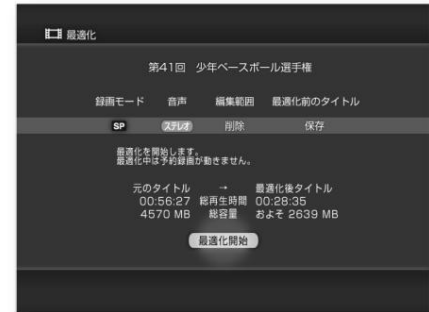 最適化
第41回 少年ベースボール選手権
録画モード 音声 編集範囲 最適化前のタイトル
SP ステレオ 削除 保存
最適化を開始します。
最適化中は予約録画が動きません。
元のタイトル → 最適化後タイトル
00:56:27 総再生時間 00:28:35
4570 MB 総容量 およそ 2639 MB
最適化開始